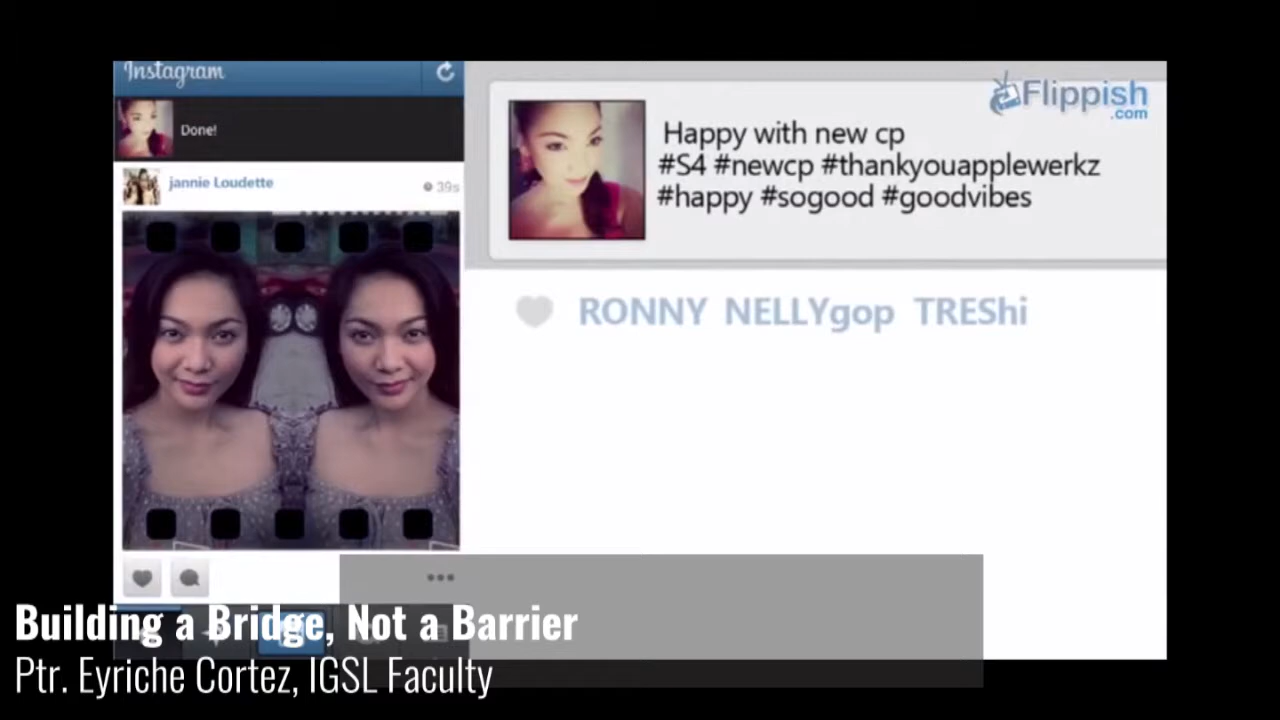 Instagram
Done!
jannie Loudette
39s
Flippish
.com
Happy with new cp
#S4 #newcp #thankyouapplewerkz
#happy #sogood #goodvibes
RONNY NELLYgop TREShi
Building a Bridge, Not a Barrier
Ptr. Eyriche Cortez, IGSL Faculty